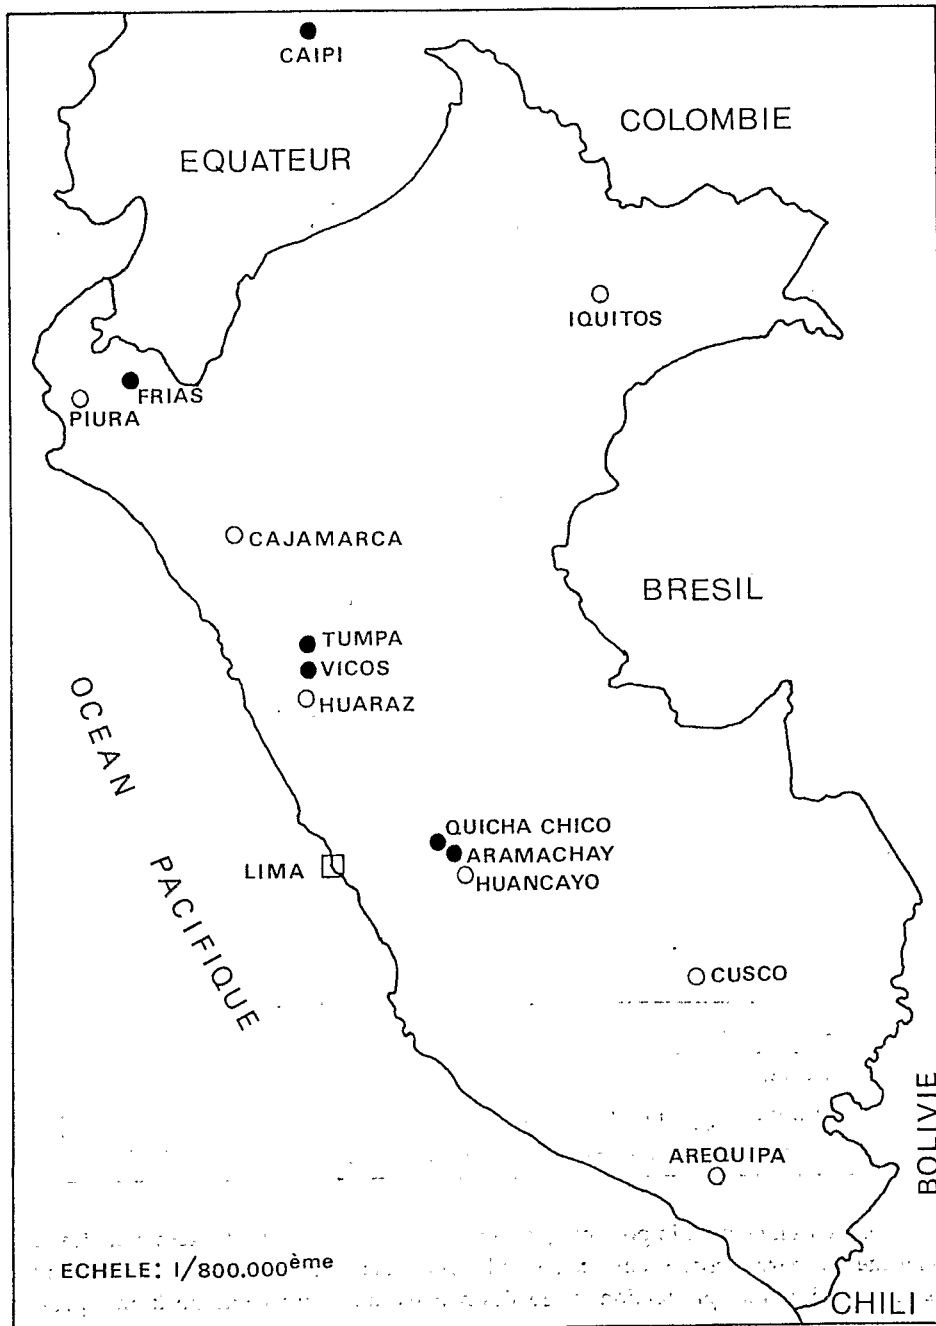 CAIPI
COLOMBIE
EQUATEUR
IQUITOS
FRIAS
PIURA
CAJAMARCA
BRESIL
TUMPA
VICOS
HUARAZ
OCEAN PACIFIQUE
QUICHA CHICO
ARAMACHAY
LIMA
HUANCAYO
CUSCO
BOLIVIE
AREQUIPA
ECHELE: 1/800.000ème
CHILI